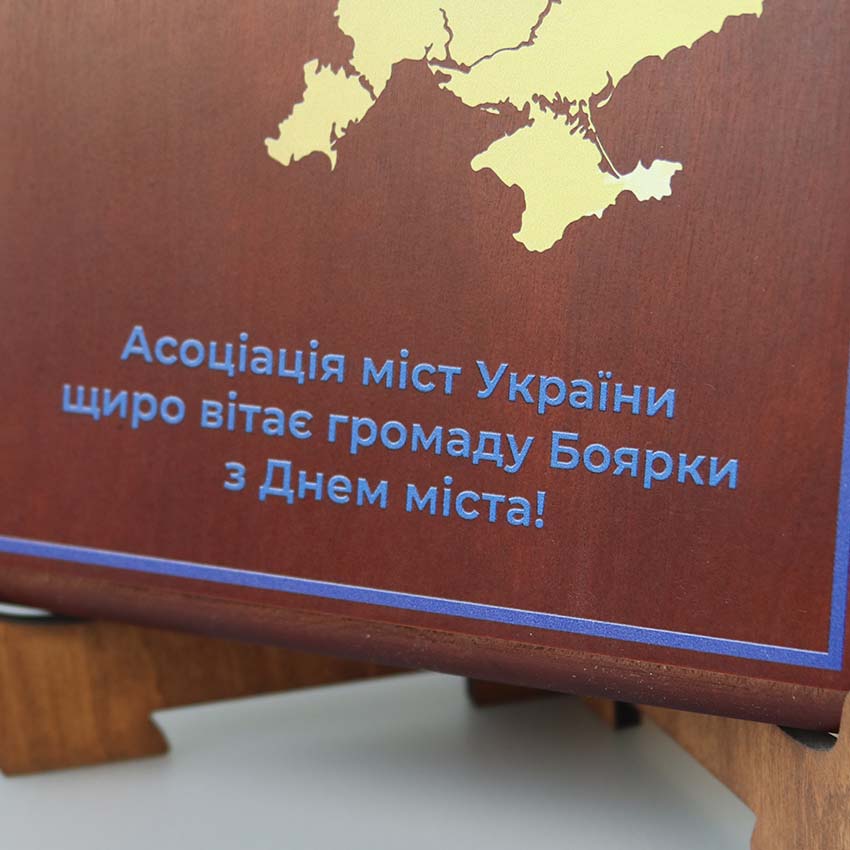 Асоціація міст України
щиро вітає громаду Боярки
з Днем міста!